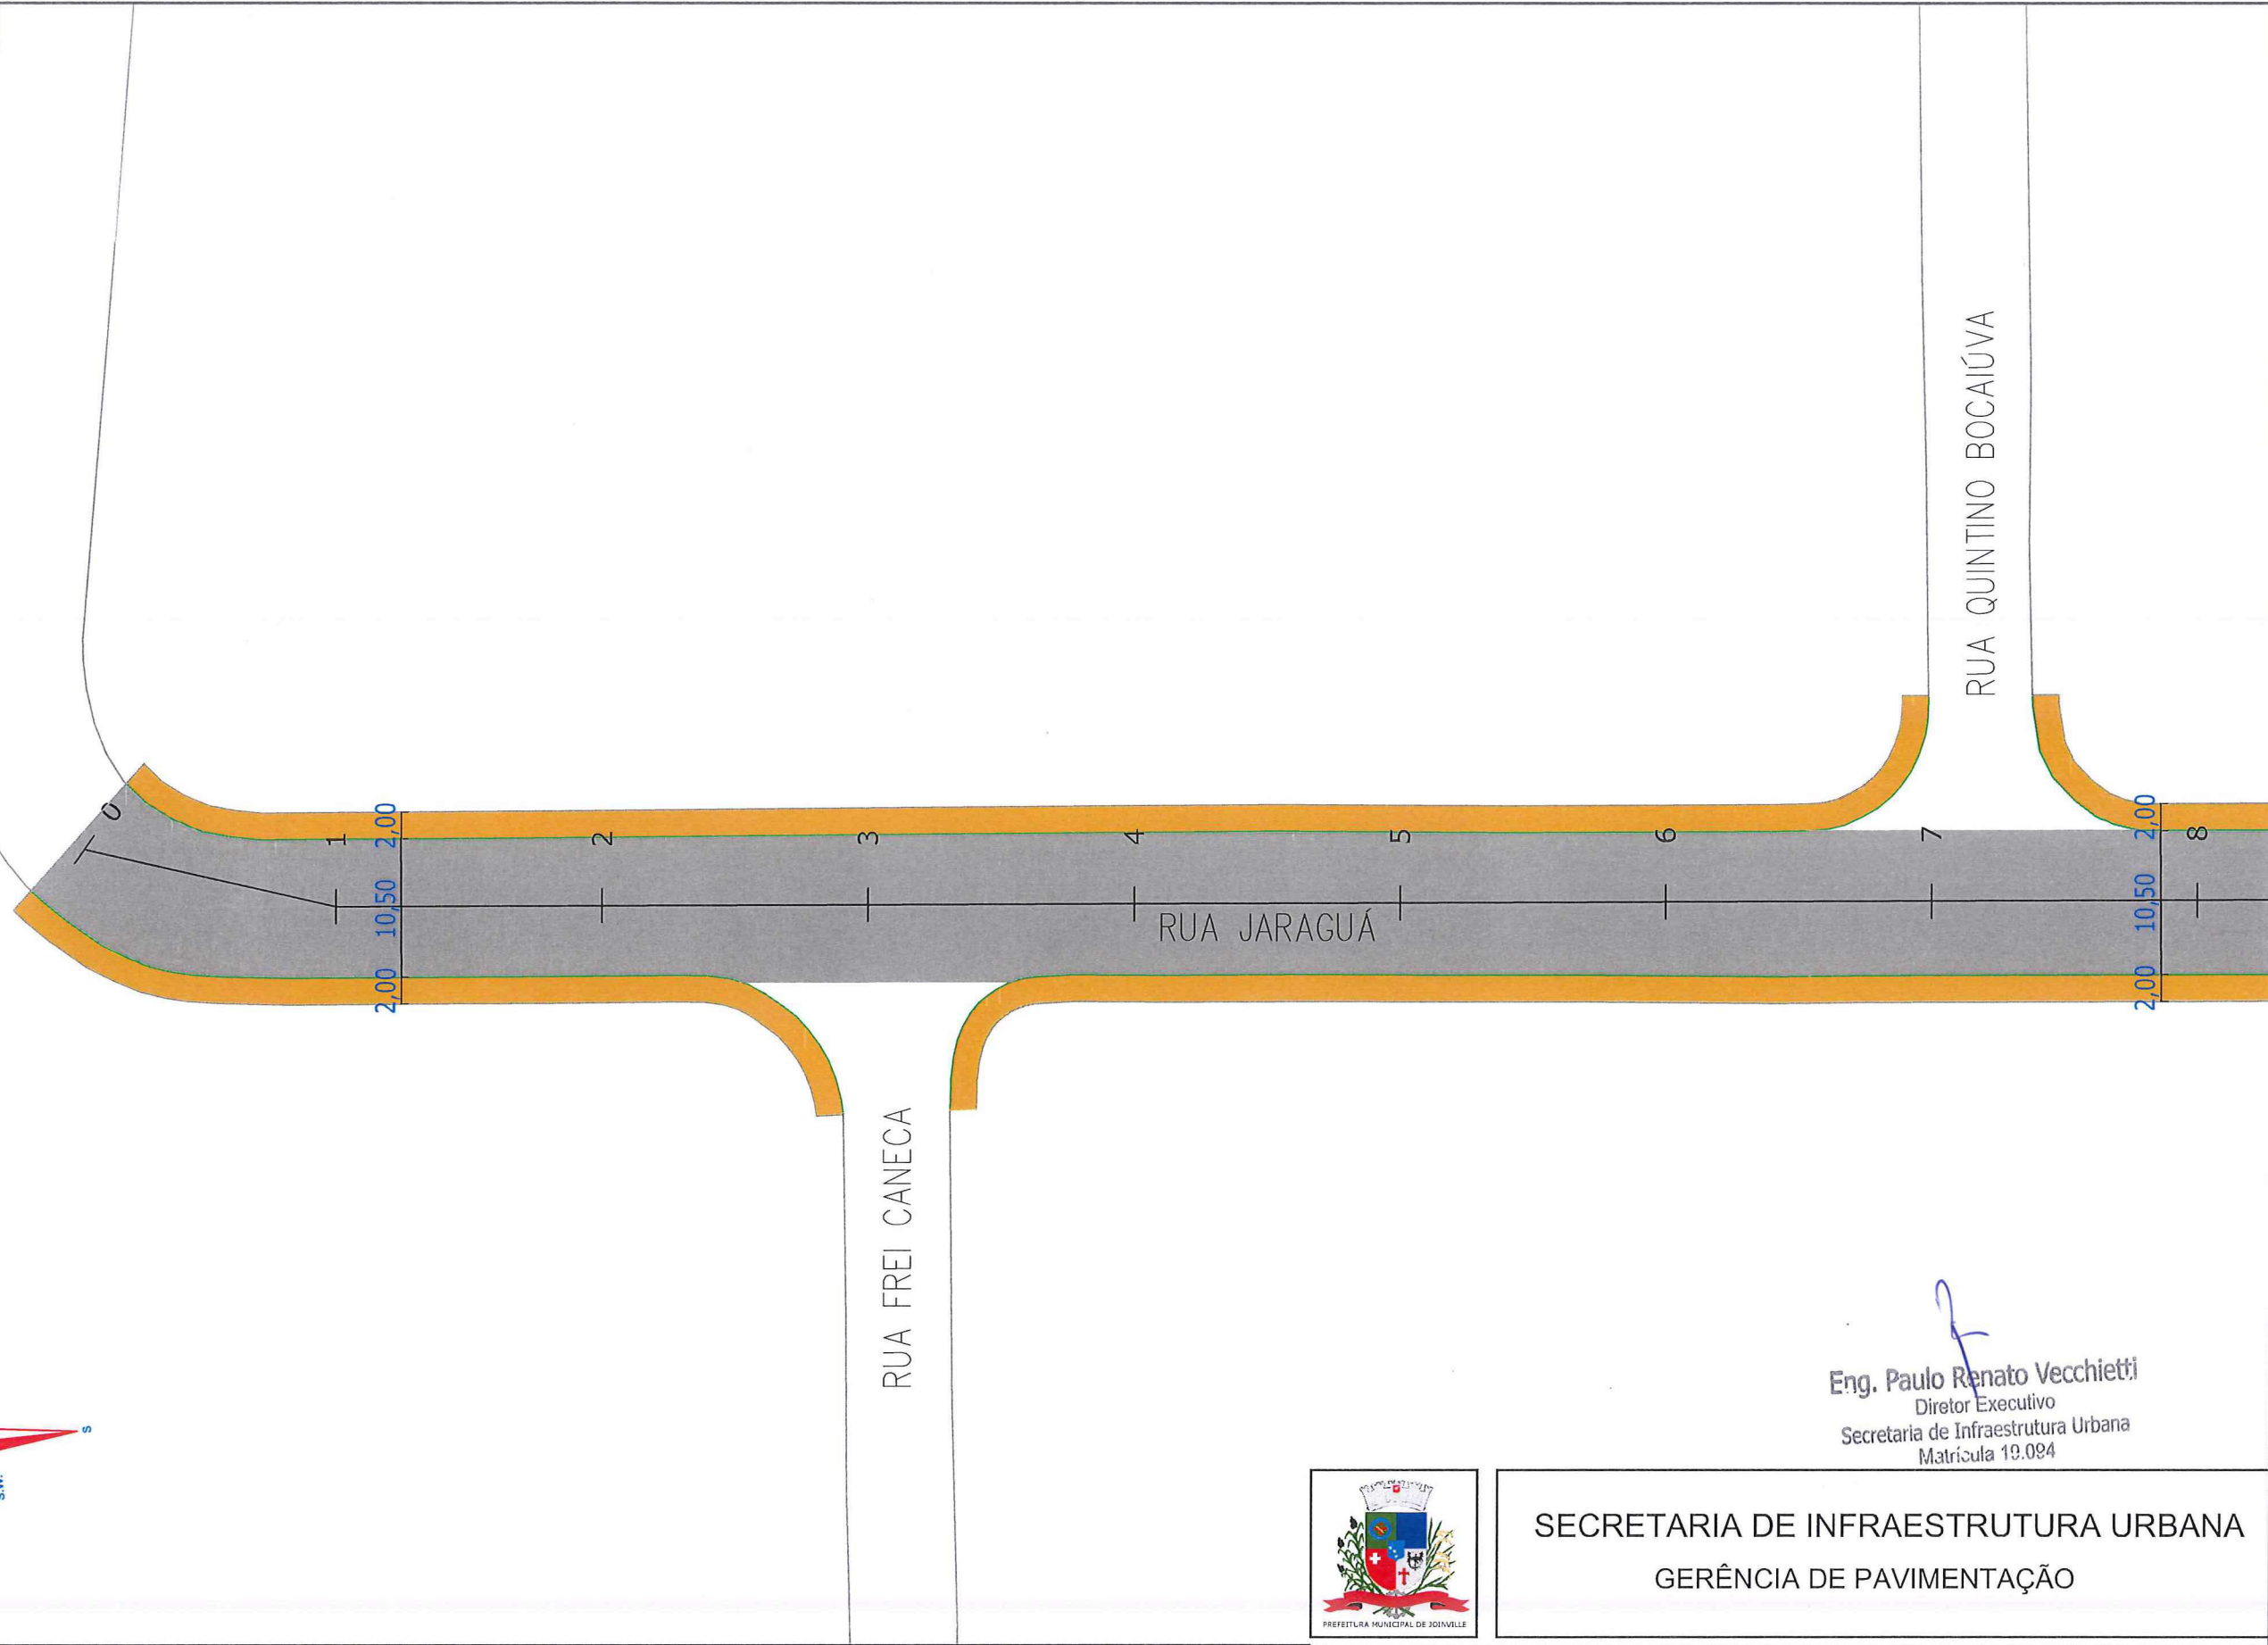 RUA QUINTINO BOCAIÚVA
0
1
2
3
4
5
6
7
8
2,00
10,50
2,00
2,00
10,50
2,00
RUA JARAGUÁ
RUA FREI CANECA
S
S.W.
Eng. Paulo Renato Vecchietti
Diretor Executivo
Secretaria de Infraestrutura Urbana
Matrícula 19.094
PREFEITURA MUNICIPAL DE JOINVILLE
SECRETARIA DE INFRAESTRUTURA URBANA
GERÊNCIA DE PAVIMENTAÇÃO